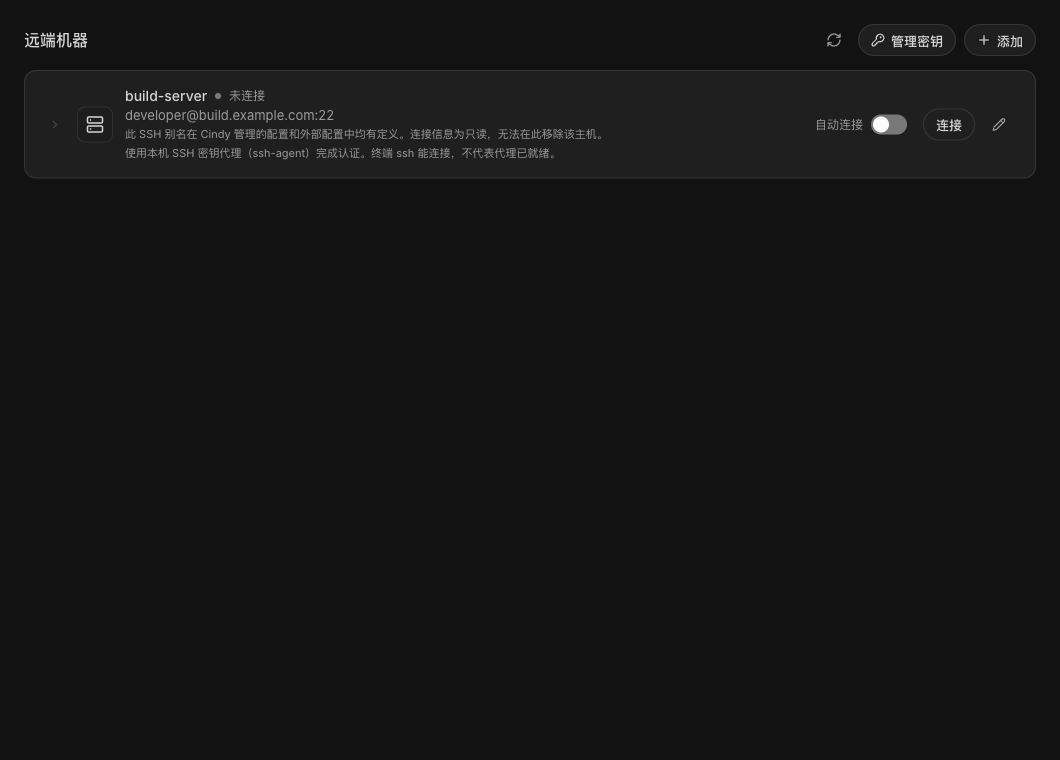 远端机器
管理密钥
添加
build-server
未连接
developer@build.example.com:22
此 SSH 别名在 Cindy 管理的配置和外部配置中均有定义。连接信息为只读，无法在此移除该主机。
使用本机 SSH 密钥代理（ssh-agent）完成认证。终端 ssh 能连接，不代表代理已就绪。
自动连接
连接